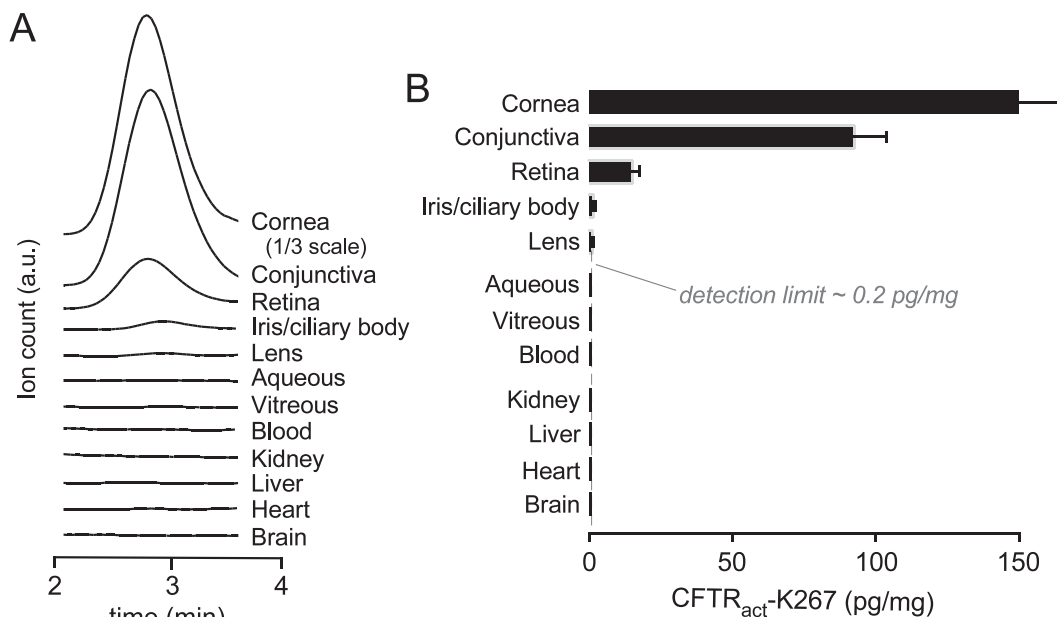 A
Cornea
(1/3 scale)
Conjunctiva
Retina
Iris/ciliary body
Lens
Aqueous
Vitreous
Blood
Kidney
Liver
Heart
Brain
Ion count (a.u.)
2 3 4
time (min)
B
Cornea
Conjunctiva
Retina
Iris/ciliary body
Lens
Aqueous
Vitreous
Blood
Kidney
Liver
Heart
Brain
detection limit ~ 0.2 pg/mg
0 50 100 150
CFTRact-K267 (pg/mg)